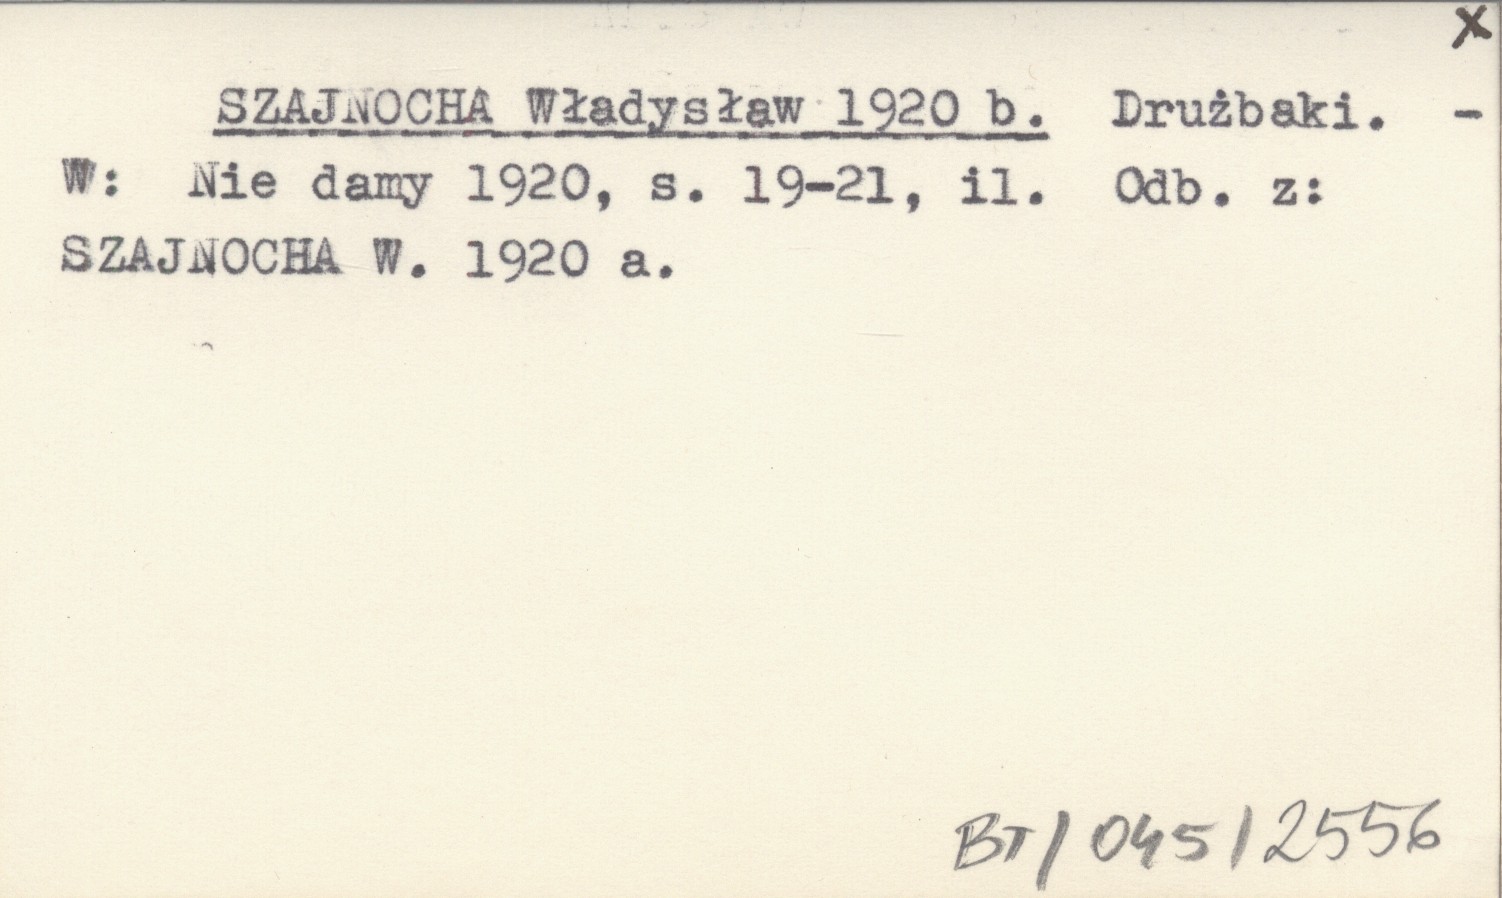 x
SZAJNOCHA Władysław 1920 b. Drużbaki. -
W: Nie damy 1920, s. 19-21, il. Odb. z:
SZAJNOCHA W. 1920 a.
BT/045/2556